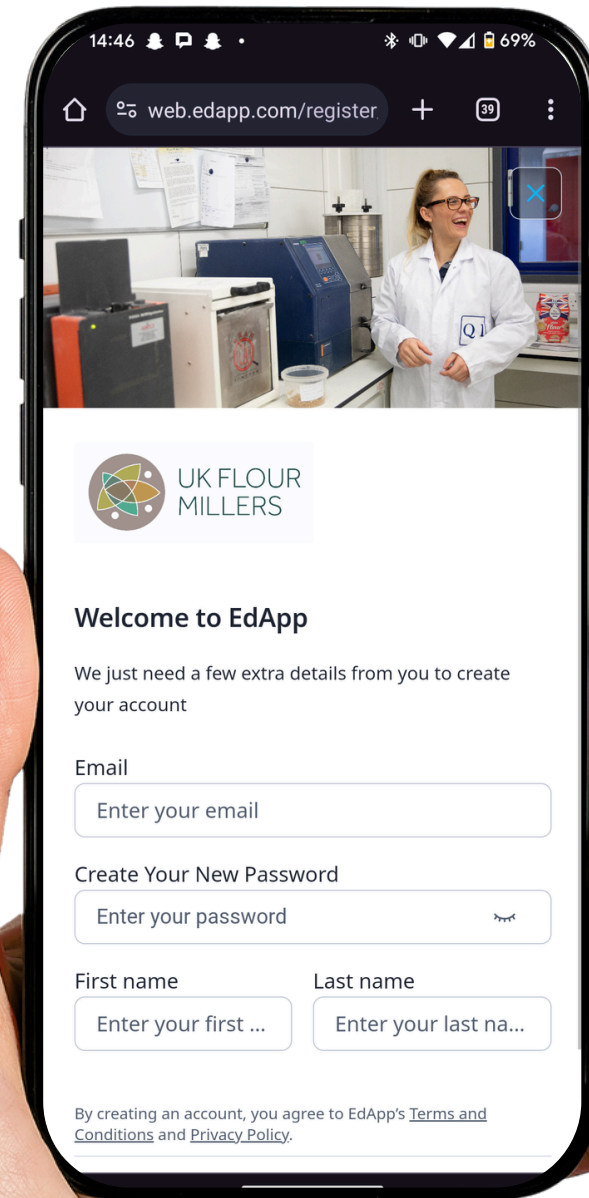 14:46
69%
web.edapp.com/register
39
Q1
UK FLOUR
MILLERS
Welcome to EdApp
We just need a few extra details from you to create
your account
Email
Enter your email
Create Your New Password
Enter your password
First name
Last name
Enter your first ...
Enter your last na...
By creating an account, you agree to EdApp's Terms and
Conditions and Privacy Policy.